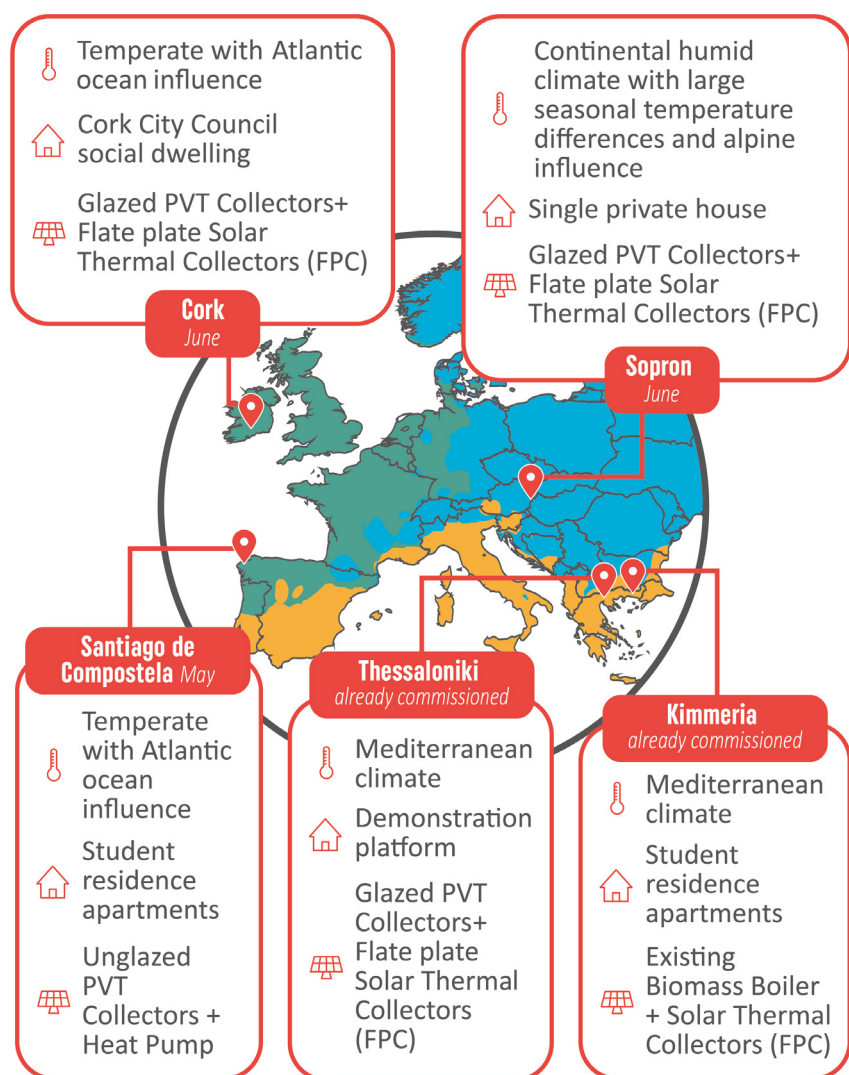 Temperate with Atlantic
ocean influence
Cork City Council
social dwelling
Glazed PVT Collectors+
Flate plate Solar
Thermal Collectors (FPC)
Cork
June
Continental humid
climate with large
seasonal temperature
differences and alpine
influence
Single private house
Glazed PVT Collectors+
Flate plate Solar
Thermal Collectors (FPC)
Sopron
June
Santiago de
Compostela May
Temperate
with Atlantic
ocean
influence
Student
residence
apartments
Unglazed
PVT
Collectors +
Heat Pump
Thessaloniki
already commissioned
Mediterranean
climate
Demonstration
platform
Glazed PVT
Collectors+
Flate plate
Solar Thermal
Collectors
(FPC)
Kimmeria
already commissioned
Mediterranean
climate
Student
residence
apartments
Existing
Biomass Boiler
+ Solar Thermal
Collectors (FPC)